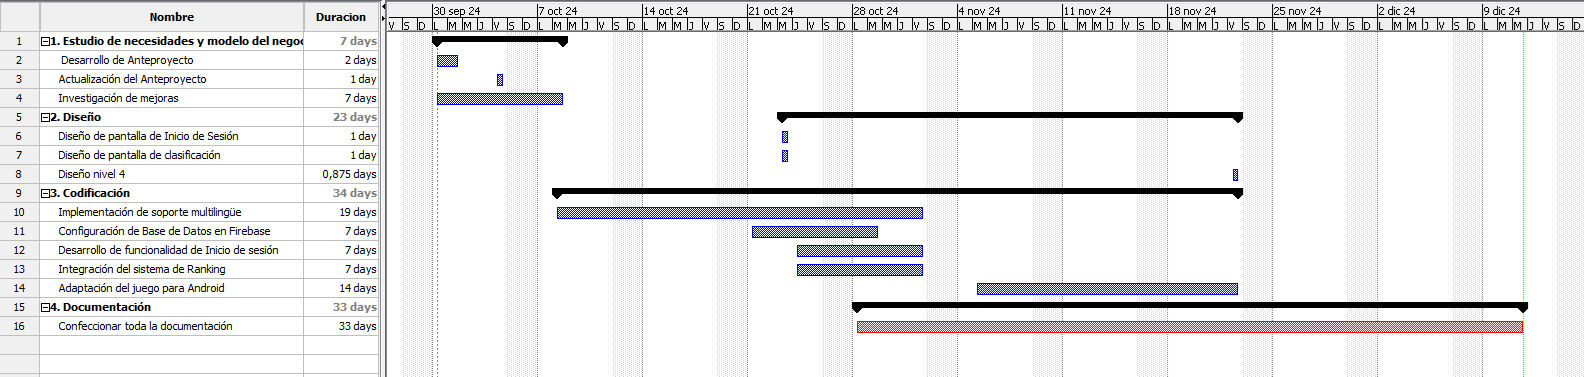 Nombre Duracion 30 sep 24 7 oct 24 14 oct 24 21 oct 24 28 oct 24 4 nov 24 11 nov 24 18 nov 24 25 nov 24 2 dic 24 9 dic 24
V S D L M M J V S D L M M J V S D L M M J V S D L M M J V S D L M M J V S D L M M J V S D L M M J V S D L M M J V S D L M M J V S D L M M J V S D L M M J V S D
1 1. Estudio de necesidades y modelo del negoc 7 days
2 Desarrollo de Anteproyecto 2 days
3 Actualización del Anteproyecto 1 day
4 Investigación de mejoras 7 days
5 2. Diseño 23 days
6 Diseño de pantalla de Inicio de Sesión 1 day
7 Diseño de pantalla de clasificación 1 day
8 Diseño nivel 4 0,875 days
9 3. Codificación 34 days
10 Implementación de soporte multilingüe 19 days
11 Configuración de Base de Datos en Firebase 7 days
12 Desarrollo de funcionalidad de Inicio de sesión 7 days
13 Integración del sistema de Ranking 7 days
14 Adaptación del juego para Android 14 days
15 4. Documentación 33 days
16 Confeccionar toda la documentación 33 days